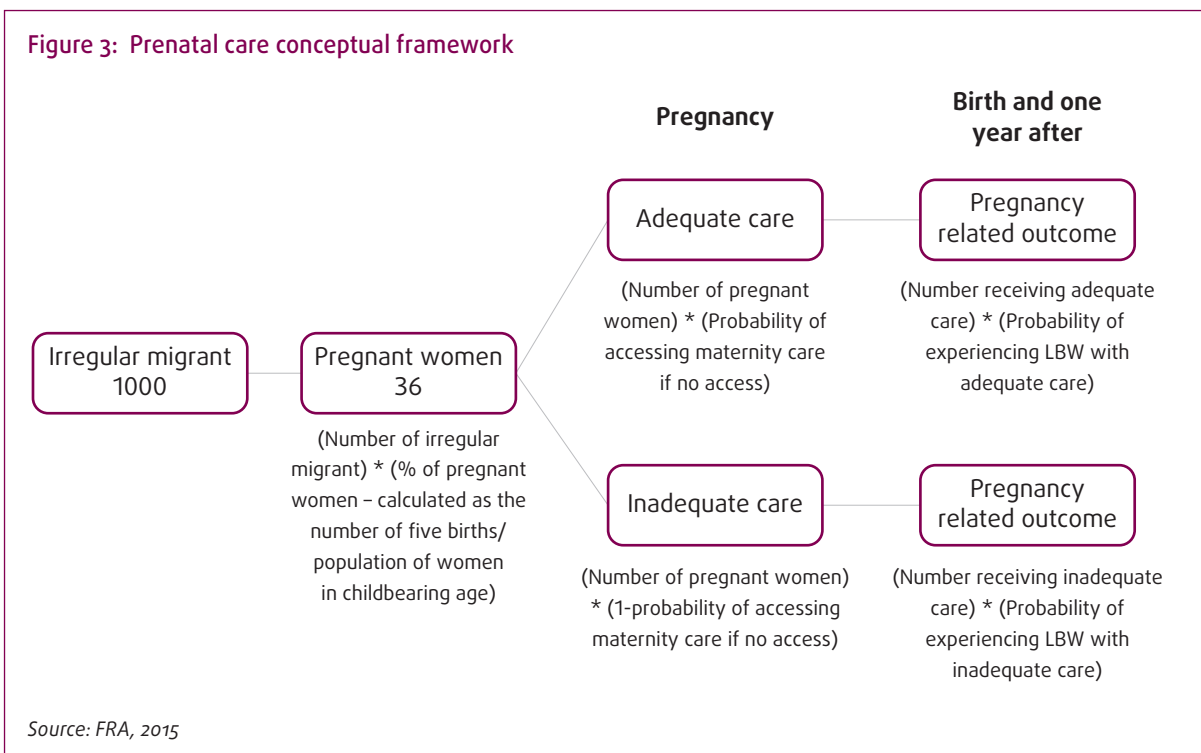 Figure 3: Prenatal care conceptual framework
Pregnancy
Birth and one
year after
Irregular migrant
1000
Pregnant women
36
(Number of irregular
migrant) * (% of pregnant
women – calculated as the
number of five births/
population of women
in childbearing age)
Adequate care
(Number of pregnant
women) * (Probability of
accessing maternity care
if no access)
Pregnancy
related outcome
(Number receiving adequate
care) * (Probability of
experiencing LBW with
adequate care)
Inadequate care
(Number of pregnant women)
* (1-probability of accessing
maternity care if no access)
Pregnancy
related outcome
(Number receiving inadequate
care) * (Probability of
experiencing LBW with
inadequate care)
Source: FRA, 2015